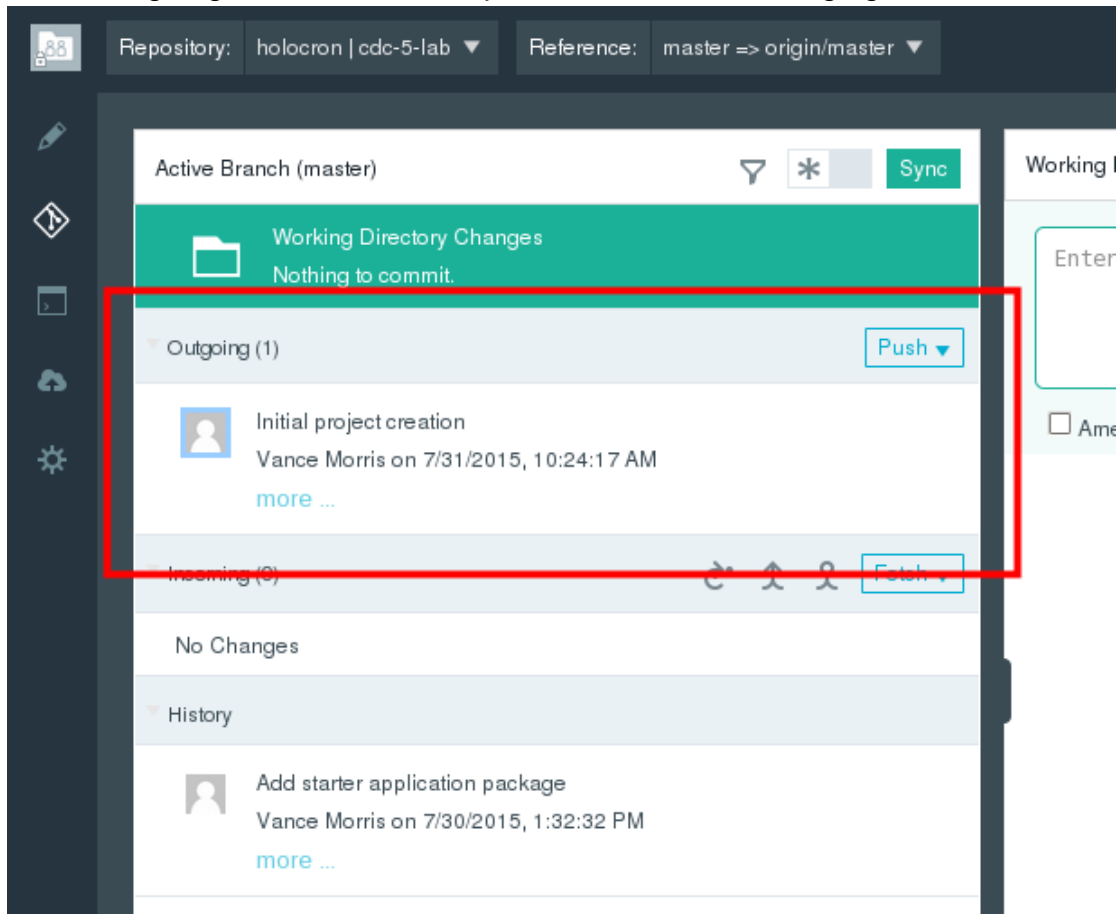 Repository: holocron | cdc-5-lab Reference: master => origin/master
Active Branch (master) Sync
Working
Working Directory Changes
Nothing to commit.
Enter
Outgoing (1) Push
Initial project creation
Vance Morris on 7/31/2015, 10:24:17 AM
more ...
Ame
Incoming (0) Fetch
No Changes
History
Add starter application package
Vance Morris on 7/30/2015, 1:32:32 PM
more ...